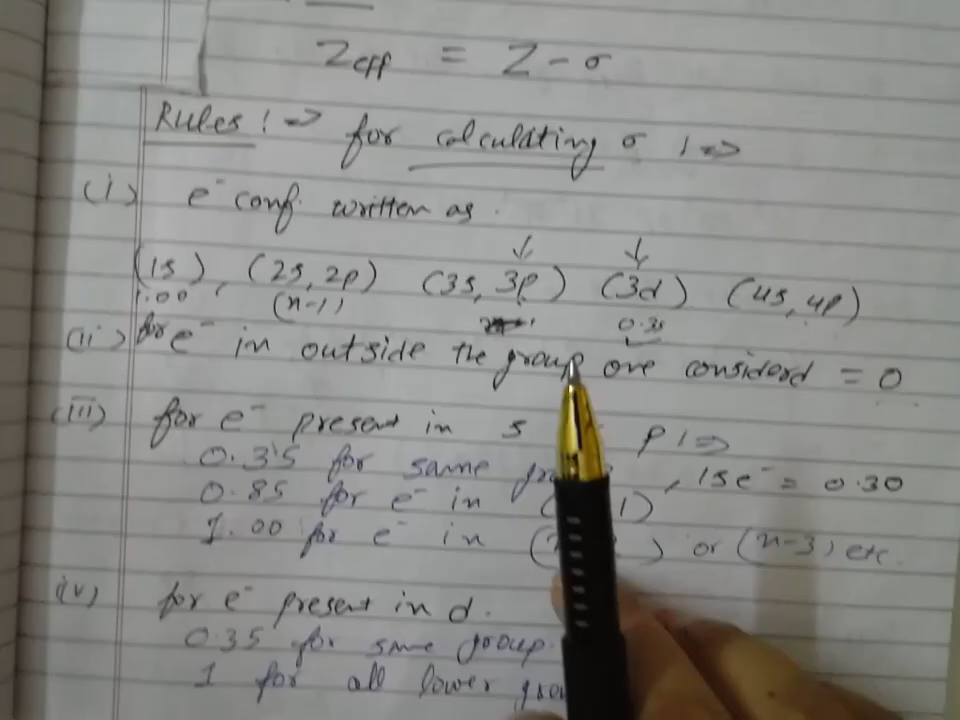 Zeff = Z - σ
Rules :⇒ for calculating σ :⇒
(i) e⁻ conf. written as.
↓ ↓
(1s), (2s, 2p) (3s, 3p) (3d) (4s, 4p)
1.00 (n-1) 0.35
(ii) for e⁻ in outside the group are considerd = 0
(iii) for e⁻ present in s p :⇒
0.35 for same , 1s e⁻ = 0.30
0.85 for e⁻ in ( 1)
1.00 for e⁻ in ( ) or (n-3) etc.
(iv) for e⁻ present in d.
0.35 for same group
1 for all lower